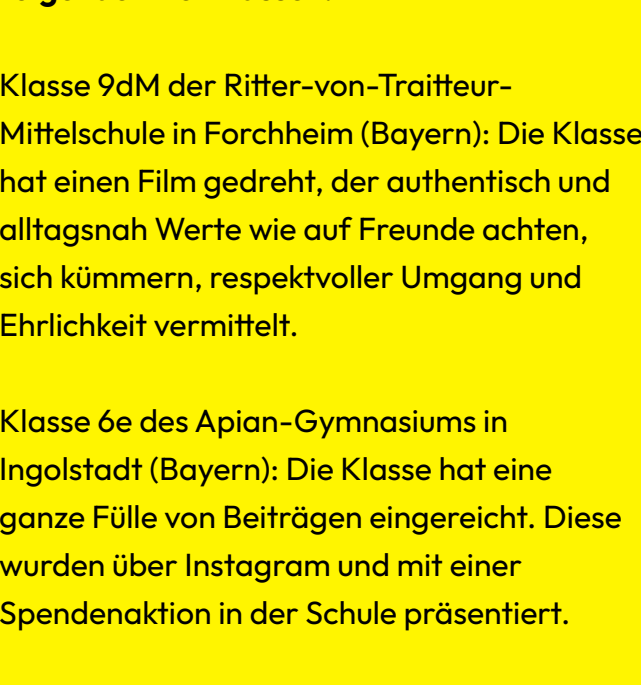 Klasse 9dM der Ritter-von-Traitteur-
Mittelschule in Forchheim (Bayern): Die Klasse
hat einen Film gedreht, der authentisch und
alltagsnah Werte wie auf Freunde achten,
sich kümmern, respektvoller Umgang und
Ehrlichkeit vermittelt.
Klasse 6e des Apian-Gymnasiums in
Ingolstadt (Bayern): Die Klasse hat eine
ganze Fülle von Beiträgen eingereicht. Diese
wurden über Instagram und mit einer
Spendenaktion in der Schule präsentiert.